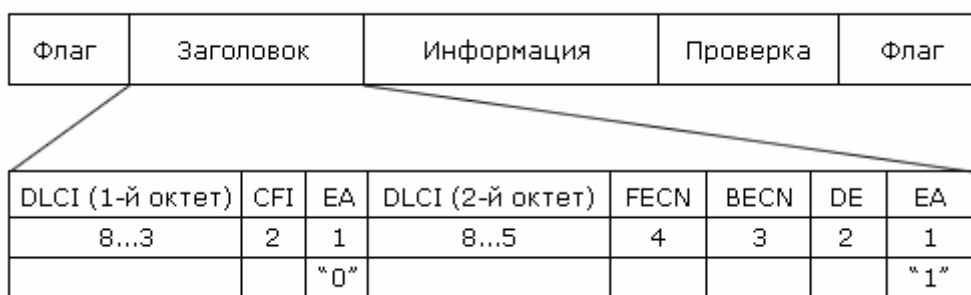 Флаг Заголовок Информация Проверка Флаг
DLCI (1-й октет) CFI EA DLCI (2-й октет) FECN BECN DE EA
8...3 2 1 8...5 4 3 2 1
"0" "1"